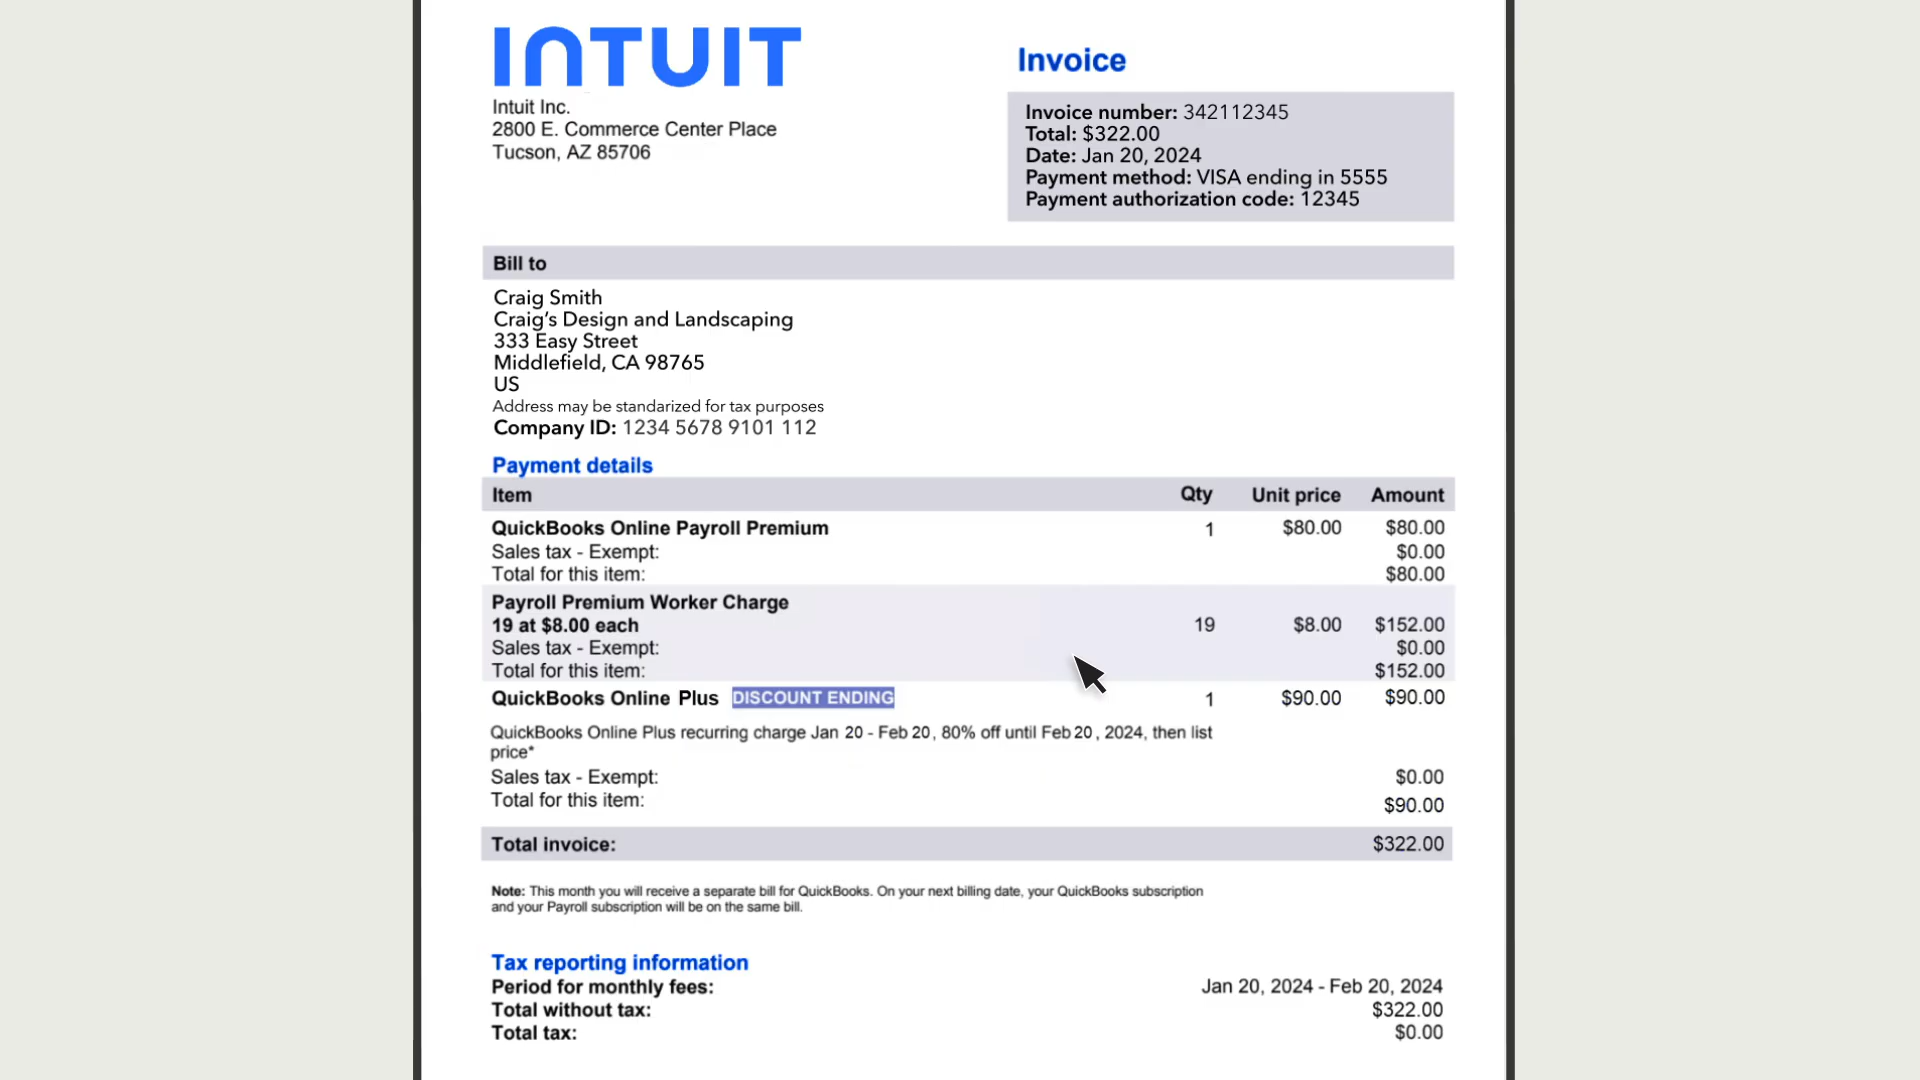 INTUIT
Intuit Inc.
2800 E. Commerce Center Place
Tucson, AZ 85706
Invoice
Invoice number: 342112345
Total: $322.00
Date: Jan 20, 2024
Payment method: VISA ending in 5555
Payment authorization code: 12345
Bill to
Craig Smith
Craig’s Design and Landscaping
333 Easy Street
Middlefield, CA 98765
US
Address may be standarized for tax purposes
Company ID: 1234 5678 9101 112
Payment details
Item Qty Unit price Amount
QuickBooks Online Payroll Premium 1 $80.00 $80.00
Sales tax - Exempt: $0.00
Total for this item: $80.00
Payroll Premium Worker Charge
19 at $8.00 each 19 $8.00 $152.00
Sales tax - Exempt: $0.00
Total for this item: $152.00
QuickBooks Online Plus DISCOUNT ENDING 1 $90.00 $90.00
QuickBooks Online Plus recurring charge Jan 20 - Feb 20, 80% off until Feb 20, 2024, then list
price*
Sales tax - Exempt: $0.00
Total for this item: $90.00
Total invoice: $322.00
Note: This month you will receive a separate bill for QuickBooks. On your next billing date, your QuickBooks subscription
and your Payroll subscription will be on the same bill.
Tax reporting information
Period for monthly fees: Jan 20, 2024 - Feb 20, 2024
Total without tax: $322.00
Total tax: $0.00